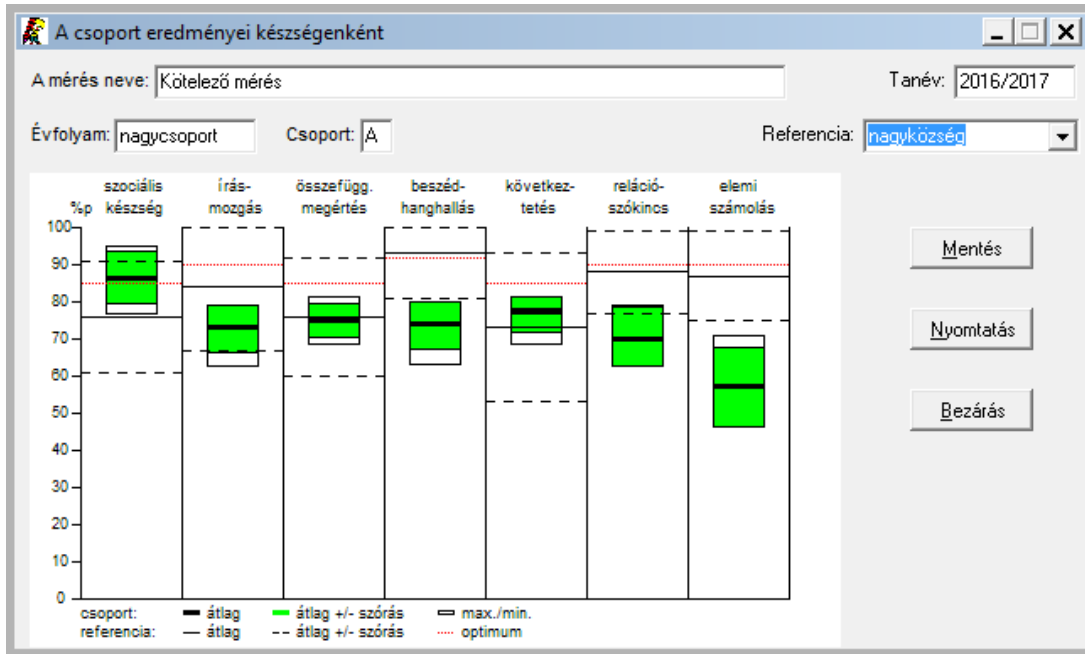 A csoport eredményei készségenként
A mérés neve: Kötelező mérés Tanév: 2016/2017
Évfolyam: nagycsoport Csoport: A Referencia: nagyközség
szociális írás- összefügg. beszéd- következ- reláció- elemi
%p készség mozgás megértés hanghallás tetés szókincs számolás
100
90
Mentés
80
70
Nyomtatás
60
50
Bezárás
40
30
20
10
0
csoport: átlag átlag +/- szórás max./min.
referencia: átlag átlag +/- szórás optimum